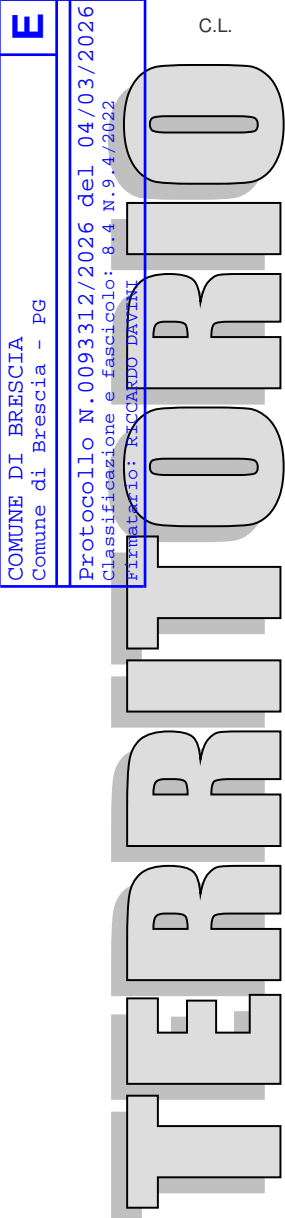 C.L.
COMUNE DI BRESCIA
Comune di Brescia - PG
E
Protocollo N.0093312/2026 del 04/03/2026
Classificazione e fascicolo: 8.4 N.9.4/2022
Firmatario: RICCARDO DAVINI
TERRITORIO